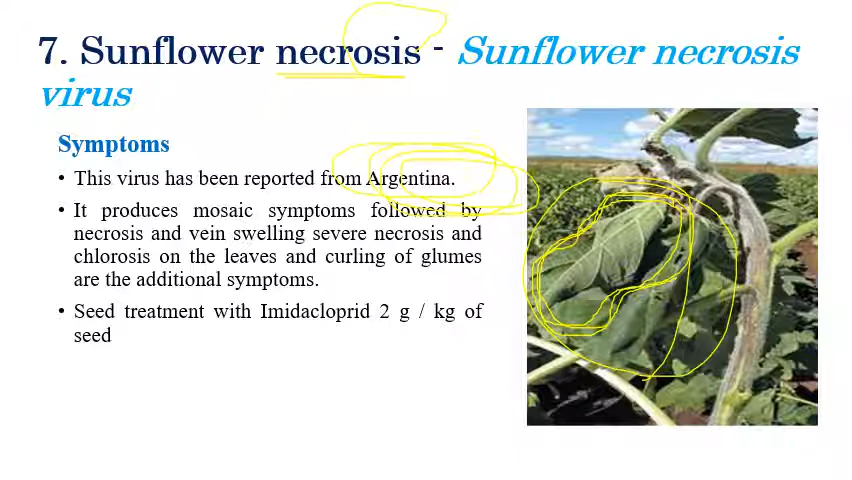 7. Sunflower necrosis - Sunflower necrosis
virus
Symptoms
• This virus has been reported from Argentina.
• It produces mosaic symptoms followed by
necrosis and vein swelling severe necrosis and
chlorosis on the leaves and curling of glumes
are the additional symptoms.
• Seed treatment with Imidacloprid 2 g / kg of
seed